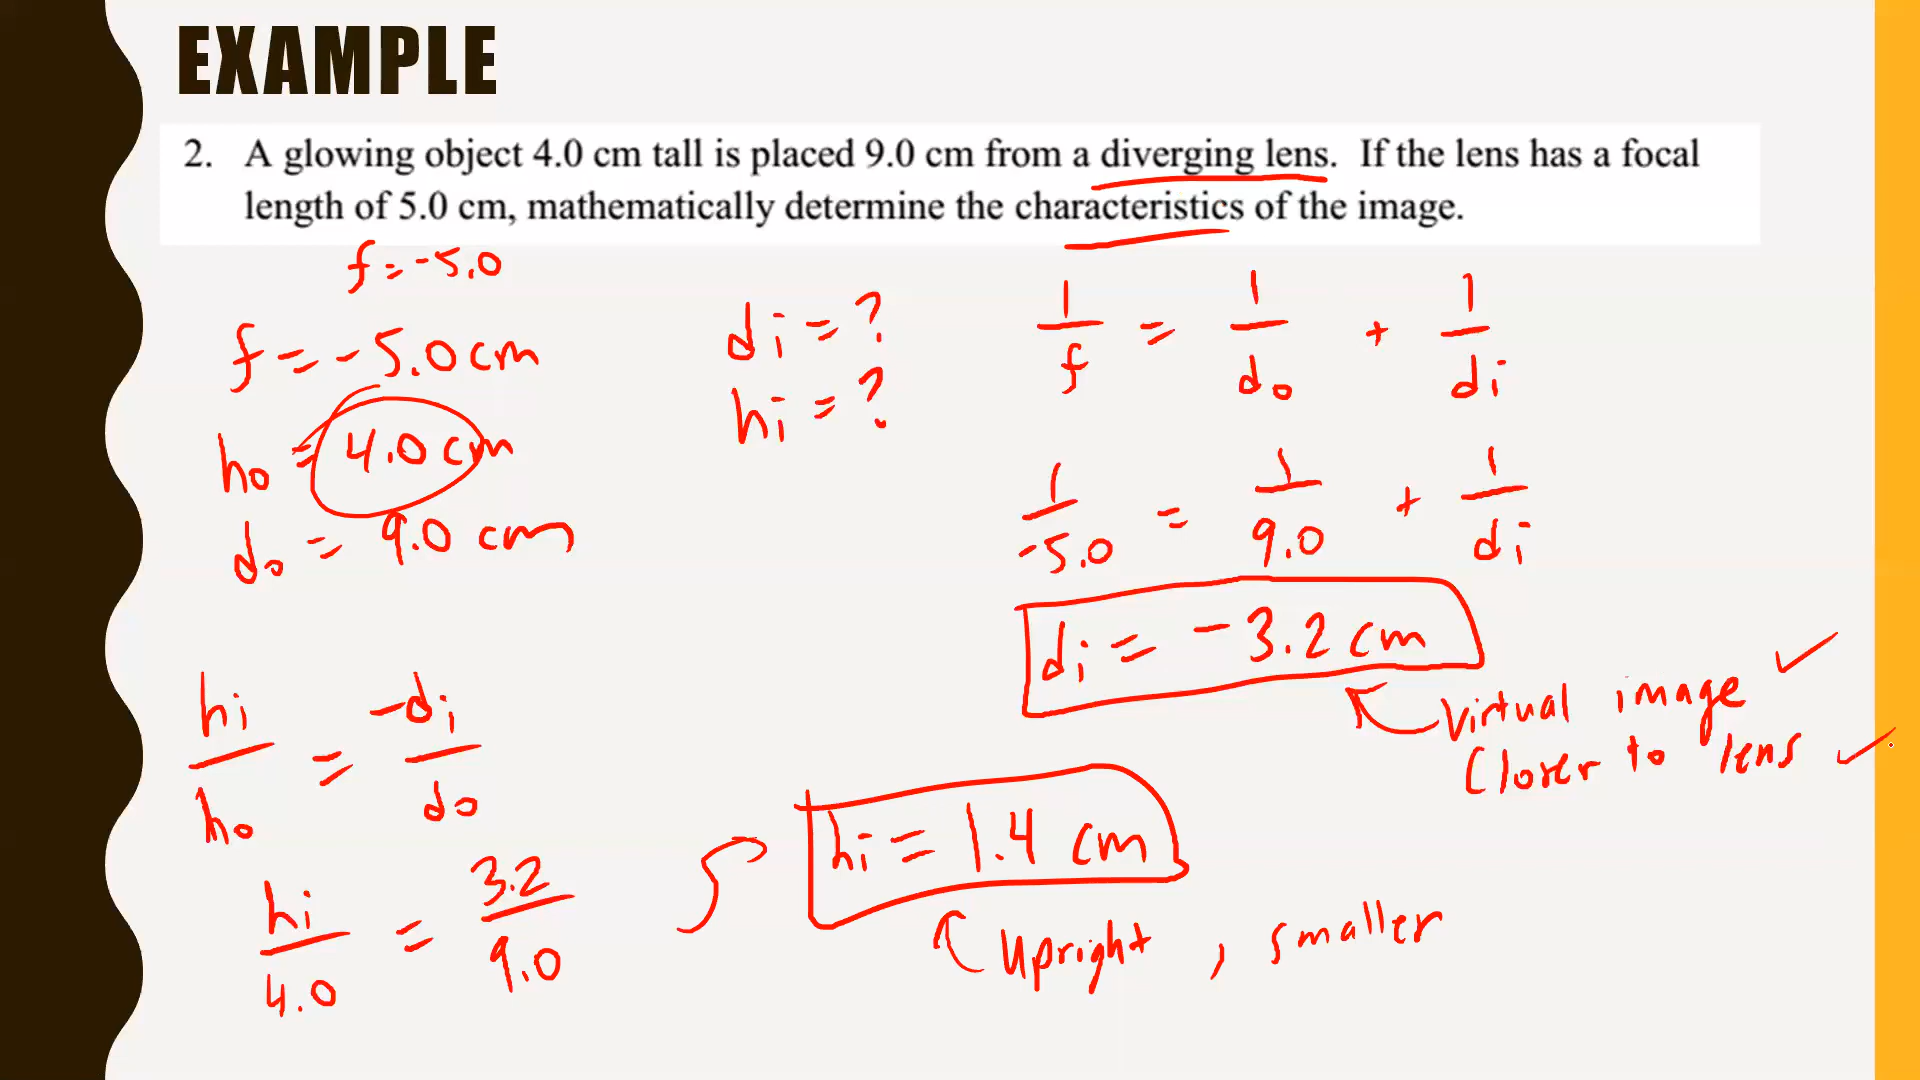 EXAMPLE
2. A glowing object 4.0 cm tall is placed 9.0 cm from a diverging lens. If the lens has a focal
length of 5.0 cm, mathematically determine the characteristics of the image.
f = -5.0
f = -5.0 cm
ho = 4.0 cm
do = 9.0 cm
di = ?
hi = ?
1/f = 1/do + 1/di
1/-5.0 = 1/9.0 + 1/di
di = -3.2 cm
Virtual image ✓
Closer to lens ✓
hi/ho = -di/do
hi/4.0 = 3.2/9.0
hi = 1.4 cm
Upright, smaller